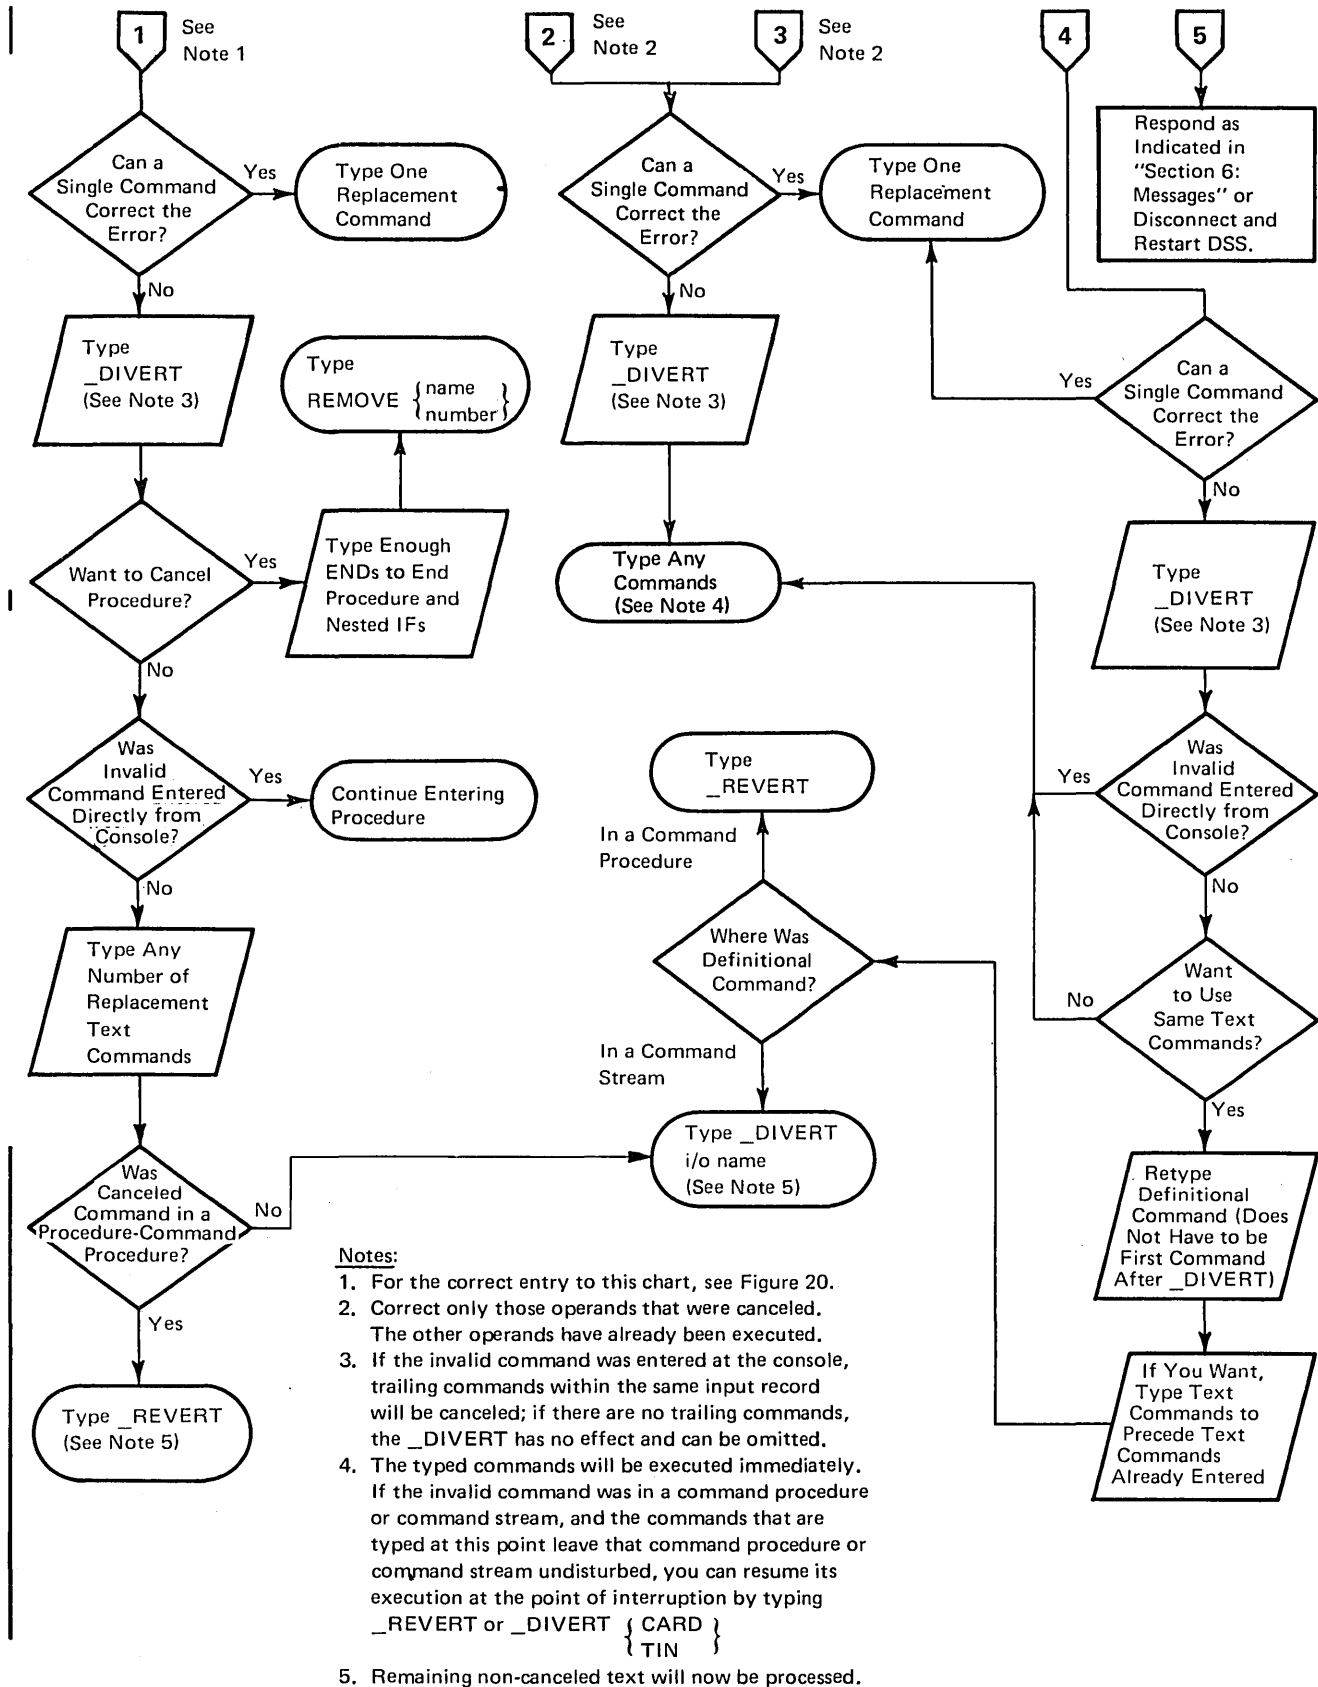 1
See
Note 1
Can a
Single Command
Correct the
Error?
Yes
Type One
Replacement
Command
No
Type
_DIVERT
(See Note 3)
Want to Cancel
Procedure?
Yes
Type Enough
ENDs to End
Procedure and
Nested IFs
Type
REMOVE { name
number }
No
Was
Invalid
Command Entered
Directly from
Console?
Yes
Continue Entering
Procedure
No
Type Any
Number of
Replacement
Text
Commands
Was
Canceled
Command in a
Procedure-Command
Procedure?
No
Yes
Type _REVERT
(See Note 5)
2
See
Note 2
3
See
Note 2
Can a
Single Command
Correct the
Error?
Yes
Type One
Replacement
Command
No
Type
_DIVERT
(See Note 3)
Type Any
Commands
(See Note 4)
Type
_REVERT
In a Command
Procedure
Where Was
Definitional
Command?
In a Command
Stream
Type _DIVERT
i/o name
(See Note 5)
4
5
Respond as
Indicated in
"Section 6:
Messages" or
Disconnect and
Restart DSS.
Can a
Single Command
Correct the
Error?
Yes
No
Type
_DIVERT
(See Note 3)
Was
Invalid
Command Entered
Directly from
Console?
Yes
No
Want
to Use
Same Text
Commands?
No
Yes
Retype
Definitional
Command (Does
Not Have to be
First Command
After _DIVERT)
If You Want,
Type Text
Commands to
Precede Text
Commands
Already Entered
Notes:
1. For the correct entry to this chart, see Figure 20.
2. Correct only those operands that were canceled.
The other operands have already been executed.
3. If the invalid command was entered at the console,
trailing commands within the same input record
will be canceled; if there are no trailing commands,
the _DIVERT has no effect and can be omitted.
4. The typed commands will be executed immediately.
If the invalid command was in a command procedure
or command stream, and the commands that are
typed at this point leave that command procedure or
command stream undisturbed, you can resume its
execution at the point of interruption by typing
_REVERT or _DIVERT { CARD
TIN }
5. Remaining non-canceled text will now be processed.